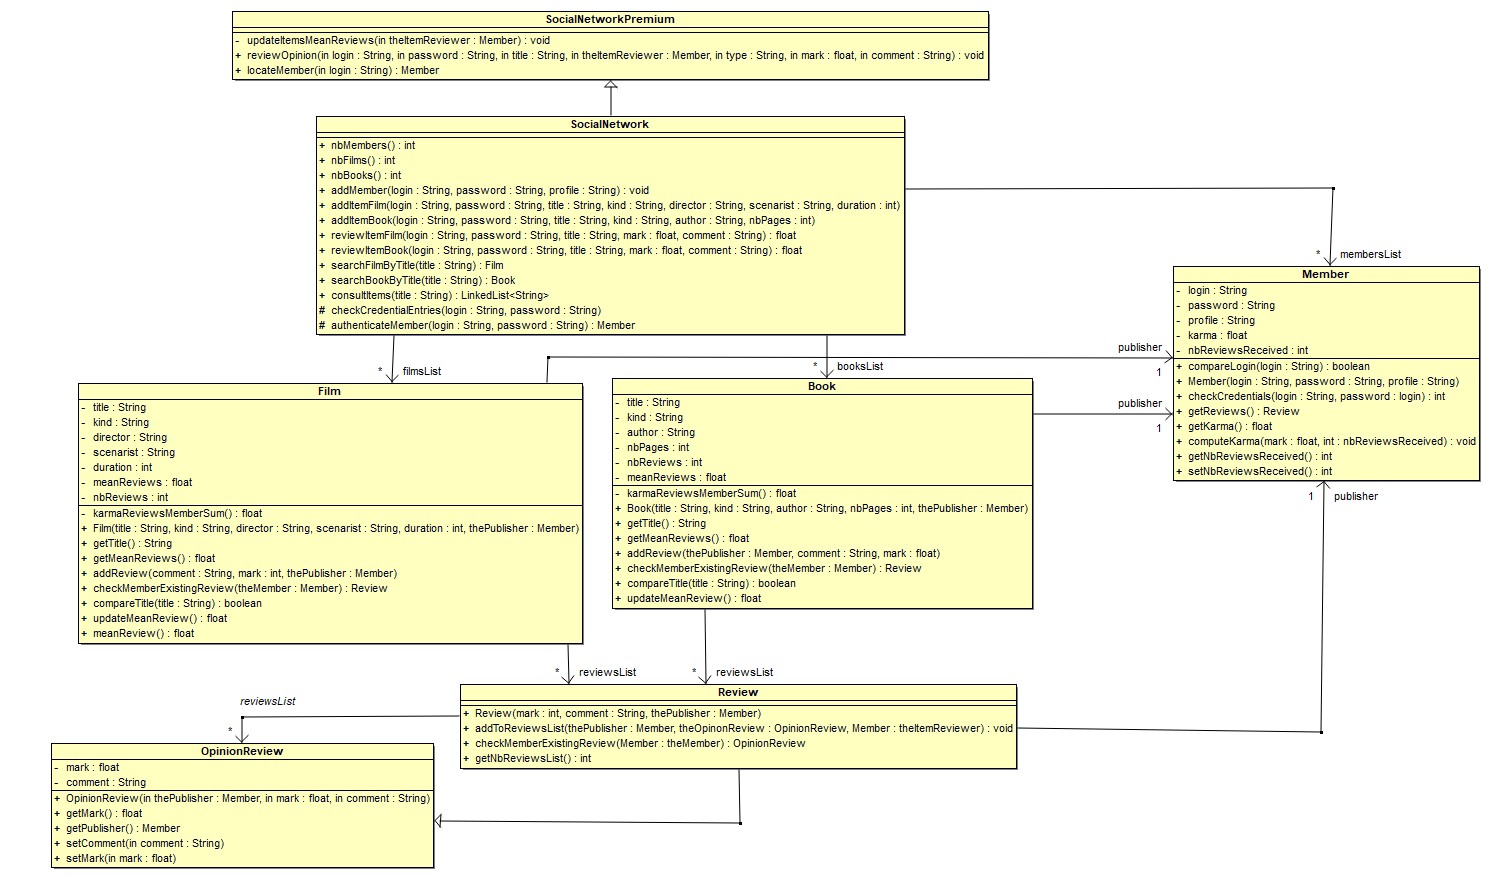 SocialNetworkPremium
- updateItemsMeanReviews(in theItemReviewer : Member) : void
+ reviewOpinion(in login : String, in password : String, in title : String, in theItemReviewer : Member, in type : String, in mark : float, in comment : String) : void
+ locateMember(in login : String) : Member
SocialNetwork
+ nbMembers() : int
+ nbFilms() : int
+ nbBooks() : int
+ addMember(login : String, password : String, profile : String) : void
+ addItemFilm(login : String, password : String, title : String, kind : String, director : String, scenarist : String, duration : int)
+ addItemBook(login : String, password : String, title : String, kind : String, author : String, nbPages : int)
+ reviewItemFilm(login : String, password : String, title : String, mark : float, comment : String) : float
+ reviewItemBook(login : String, password : String, title : String, mark : float, comment : String) : float
+ searchFilmByTitle(title : String) : Film
+ searchBookByTitle(title : String) : Book
+ consultItems(title : String) : LinkedList<String>
# checkCredentialEntries(login : String, password : String)
# authenticateMember(login : String, password : String) : Member
* membersList
Member
- login : String
- password : String
- profile : String
- karma : float
- nbReviewsReceived : int
+ compareLogin(login : String) : boolean
+ Member(login : String, password : String, profile : String)
+ checkCredentials(login : String, password : login) : int
+ getReviews() : Review
+ getKarma() : float
+ computeKarma(mark : float, int : nbReviewsReceived) : void
+ getNbReviewsReceived() : int
+ setNbReviewsReceived() : int
publisher
1
publisher
1
1 publisher
* filmsList
* booksList
Film
- title : String
- kind : String
- director : String
- scenarist : String
- duration : int
- meanReviews : float
- nbReviews : int
- karmaReviewsMemberSum() : float
+ Film(title : String, kind : String, director : String, scenarist : String, duration : int, thePublisher : Member)
+ getTitle() : String
+ getMeanReviews() : float
+ addReview(comment : String, mark : int, thePublisher : Member)
+ checkMemberExistingReview(theMember : Member) : Review
+ compareTitle(title : String) : boolean
+ updateMeanReview() : float
+ meanReview() : float
Book
- title : String
- kind : String
- author : String
- nbPages : int
- nbReviews : int
- meanReviews : float
- karmaReviewsMemberSum() : float
+ Book(title : String, kind : String, author : String, nbPages : int, thePublisher : Member)
+ getTitle() : String
+ getMeanReviews() : float
+ addReview(thePublisher : Member, comment : String, mark : float)
+ checkMemberExistingReview(theMember : Member) : Review
+ compareTitle(title : String) : boolean
+ updateMeanReview() : float
* reviewsList
* reviewsList
Review
+ Review(mark : int, comment : String, thePublisher : Member)
+ addToReviewsList(thePublisher : Member, theOpinonReview : OpinionReview, Member : theItemReviewer) : void
+ checkMemberExistingReview(Member : theMember) : OpinionReview
+ getNbReviewsList() : int
reviewsList
*
OpinionReview
- mark : float
- comment : String
+ OpinionReview(in thePublisher : Member, in mark : float, in comment : String)
+ getMark() : float
+ getPublisher() : Member
+ setComment(in comment : String)
+ setMark(in mark : float)